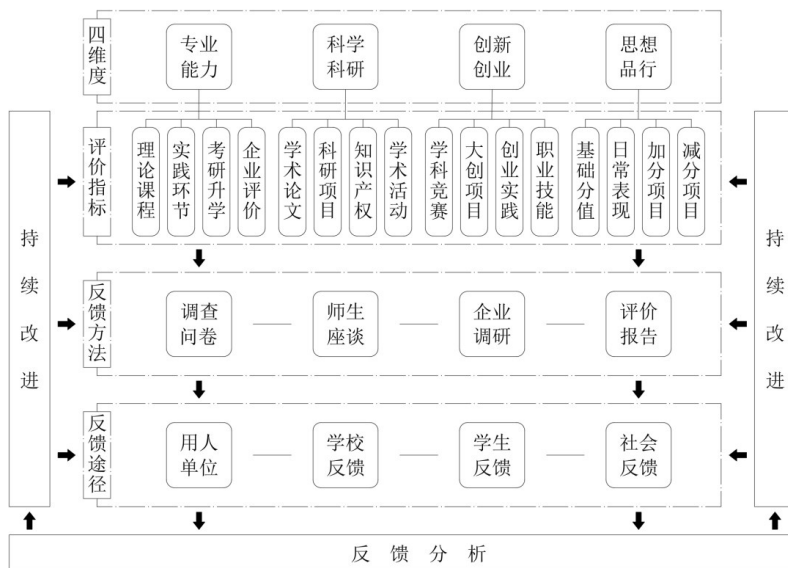 四维度
专业
能力
科学
科研
创新
创业
思想
品行
评价指标
理论课程
实践环节
考研升学
企业评价
学术论文
科研项目
知识产权
学术活动
学科竞赛
大创项目
创业实践
职业技能
基础分值
日常表现
加分项目
减分项目
持续改进
持续改进
反馈方法
调查
问卷
师生
座谈
企业
调研
评价
报告
反馈途径
用人
单位
学校
反馈
学生
反馈
社会
反馈
反馈分析